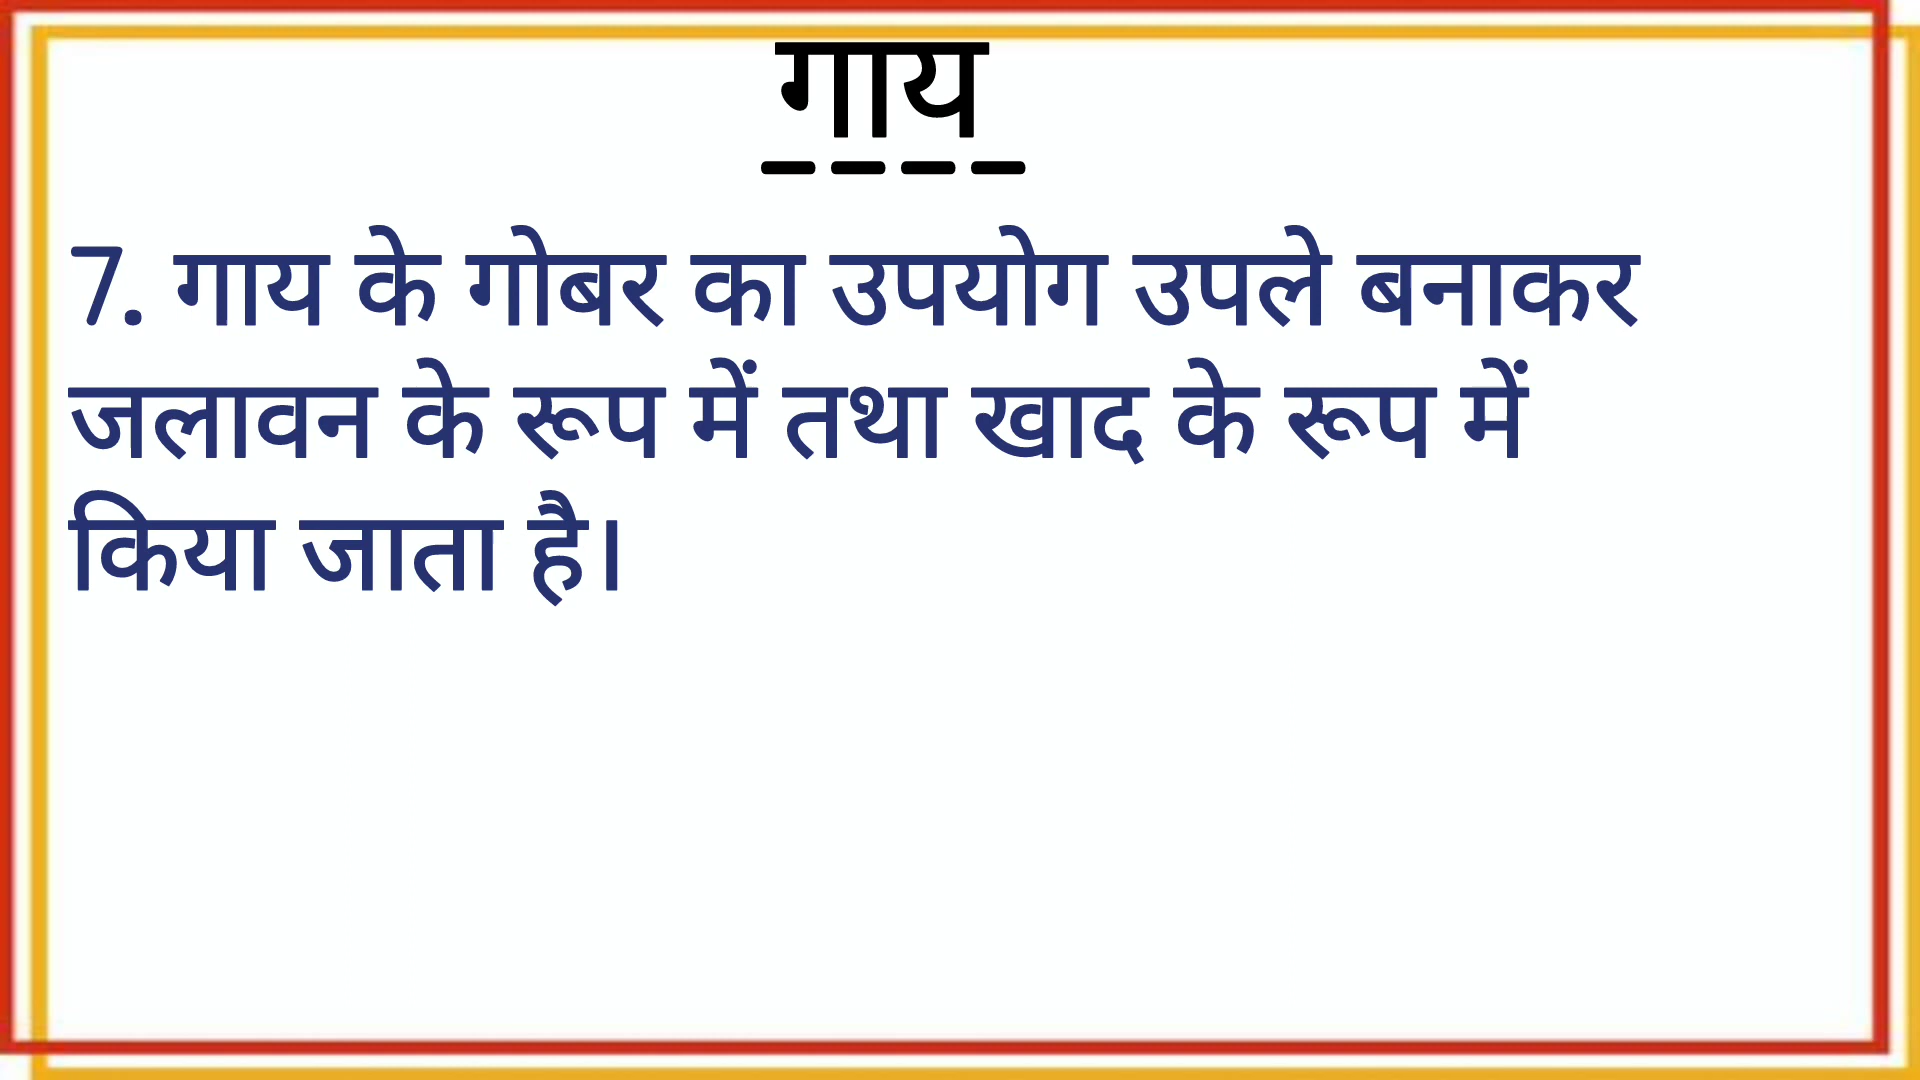 गाय
----
7. गाय के गोबर का उपयोग उपले बनाकर
जलावन के रूप में तथा खाद के रूप में
किया जाता है।